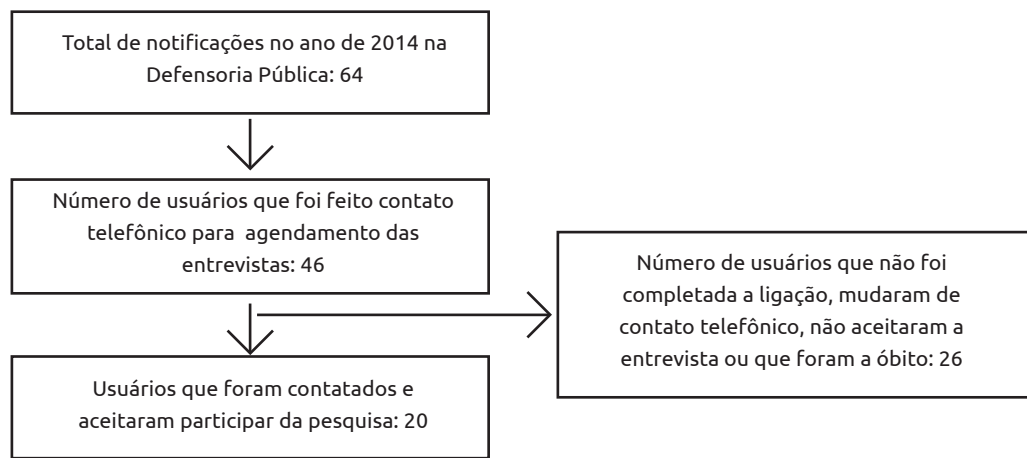 Total de notificações no ano de 2014 na
Defensoria Pública: 64
Número de usuários que foi feito contato
telefônico para agendamento das
entrevistas: 46
Número de usuários que não foi
completada a ligação, mudaram de
contato telefônico, não aceitaram a
entrevista ou que foram a óbito: 26
Usuários que foram contatados e
aceitaram participar da pesquisa: 20